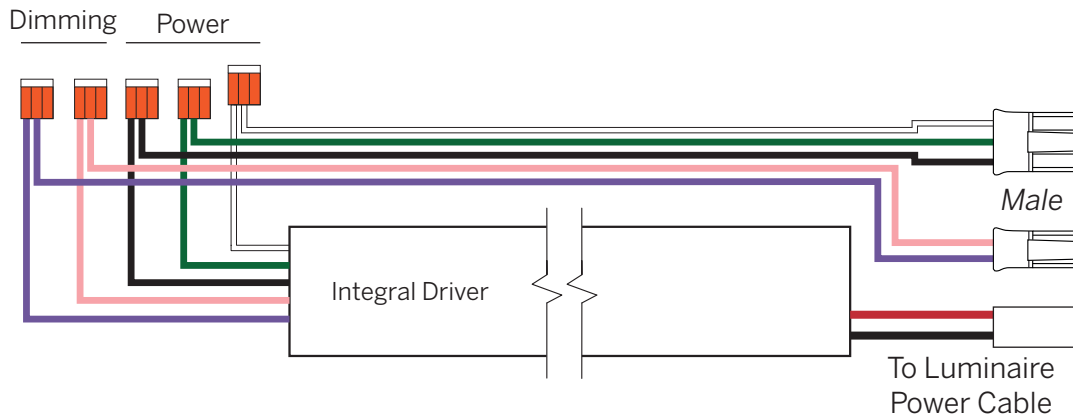 Dimming
Power
Male
Integral Driver
To Luminaire
Power Cable